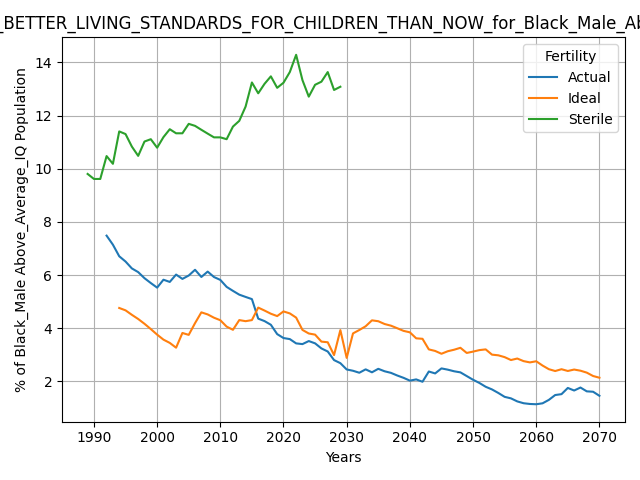 _BETTER_LIVING_STANDARDS_FOR_CHILDREN_THAN_NOW_for_Black_Male_Ab
Fertility
Actual
Ideal
Sterile
% of Black_Male Above_Average_IQ Population
14
12
10
8
6
4
2
1990 2000 2010 2020 2030 2040 2050 2060 2070
Years